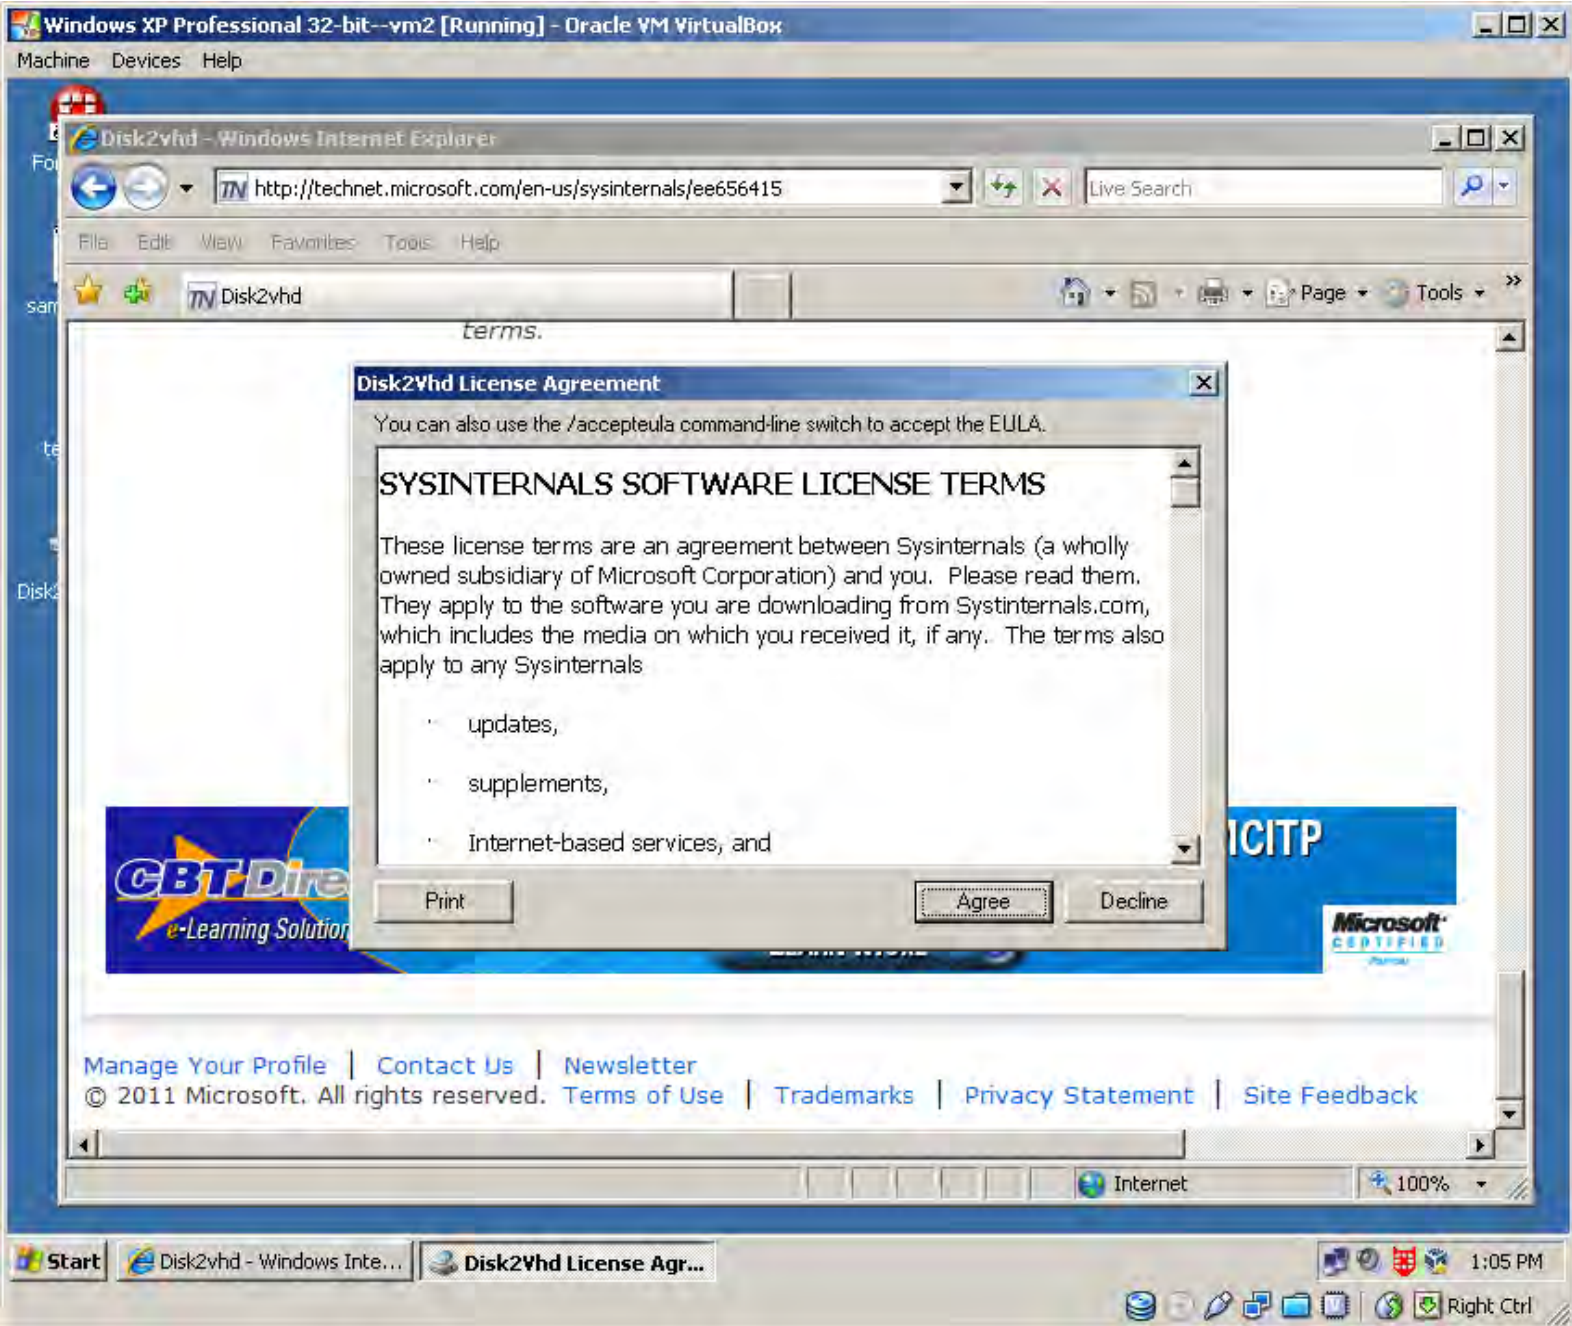 Windows XP Professional 32-bit--vm2 [Running] - Oracle VM VirtualBox
Machine Devices Help
Disk2vhd - Windows Internet Explorer
http://technet.microsoft.com/en-us/sysinternals/ee656415
Live Search
File Edit View Favorites Tools Help
TN Disk2vhd
Page Tools »
terms.
Disk2Vhd License Agreement
You can also use the /accepteula command-line switch to accept the EULA.
SYSINTERNALS SOFTWARE LICENSE TERMS
These license terms are an agreement between Sysinternals (a wholly
owned subsidiary of Microsoft Corporation) and you. Please read them.
They apply to the software you are downloading from Systinternals.com,
which includes the media on which you received it, if any. The terms also
apply to any Sysinternals
· updates,
· supplements,
· Internet-based services, and
Print Agree Decline
CBT Dire
e-Learning Solution
ICITP
Microsoft
CERTIFIED
Manage Your Profile | Contact Us | Newsletter
© 2011 Microsoft. All rights reserved. Terms of Use | Trademarks | Privacy Statement | Site Feedback
Internet 100%
Start Disk2vhd - Windows Inte... Disk2Vhd License Agr... 1:05 PM
Right Ctrl